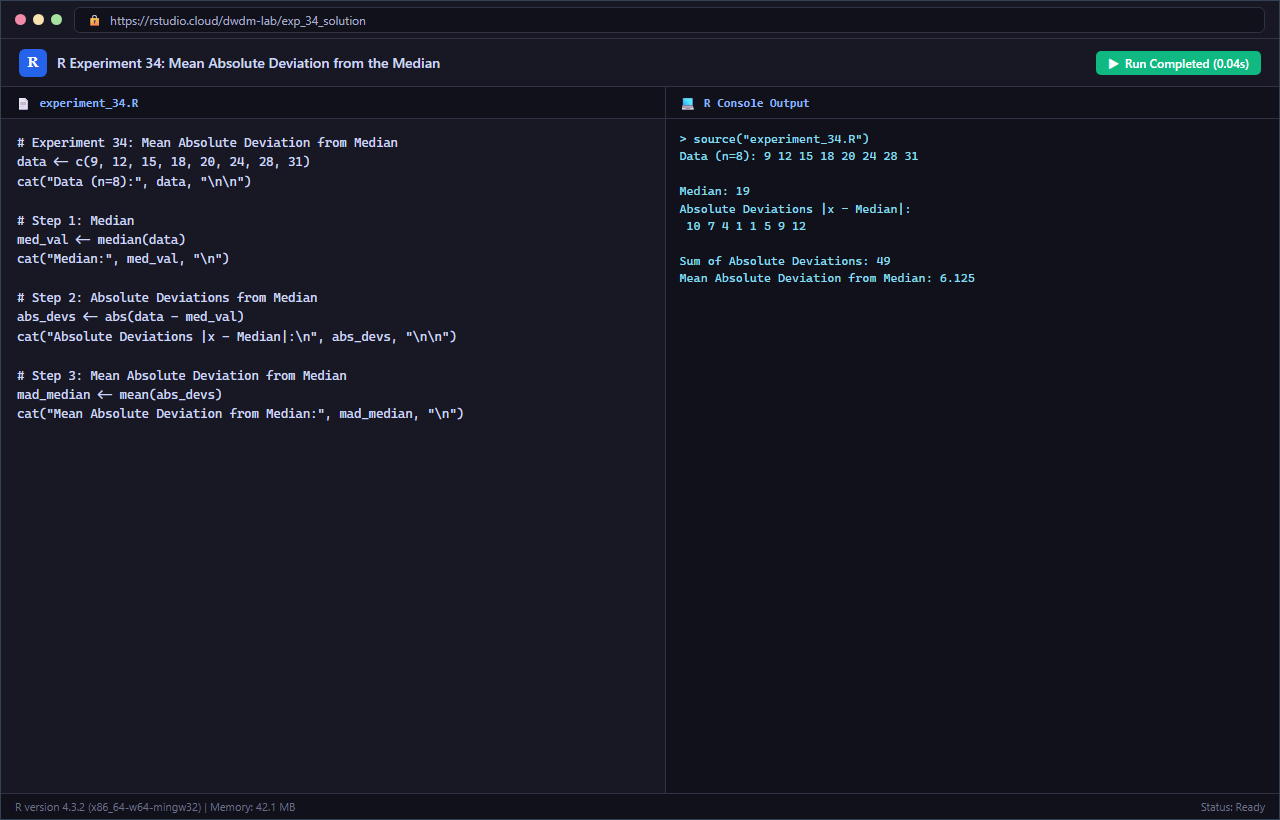 https://rstudio.cloud/dwdm-lab/exp_34_solution
R R Experiment 34: Mean Absolute Deviation from the Median
▶ Run Completed (0.04s)
experiment_34.R
# Experiment 34: Mean Absolute Deviation from Median
data <- c(9, 12, 15, 18, 20, 24, 28, 31)
cat("Data (n=8):", data, "\n\n")
# Step 1: Median
med_val <- median(data)
cat("Median:", med_val, "\n")
# Step 2: Absolute Deviations from Median
abs_devs <- abs(data - med_val)
cat("Absolute Deviations |x - Median|:\n", abs_devs, "\n\n")
# Step 3: Mean Absolute Deviation from Median
mad_median <- mean(abs_devs)
cat("Mean Absolute Deviation from Median:", mad_median, "\n")
R Console Output
> source("experiment_34.R")
Data (n=8): 9 12 15 18 20 24 28 31
Median: 19
Absolute Deviations |x - Median|:
10 7 4 1 1 5 9 12
Sum of Absolute Deviations: 49
Mean Absolute Deviation from Median: 6.125
R version 4.3.2 (x86_64-w64-mingw32) | Memory: 42.1 MB
Status: Ready